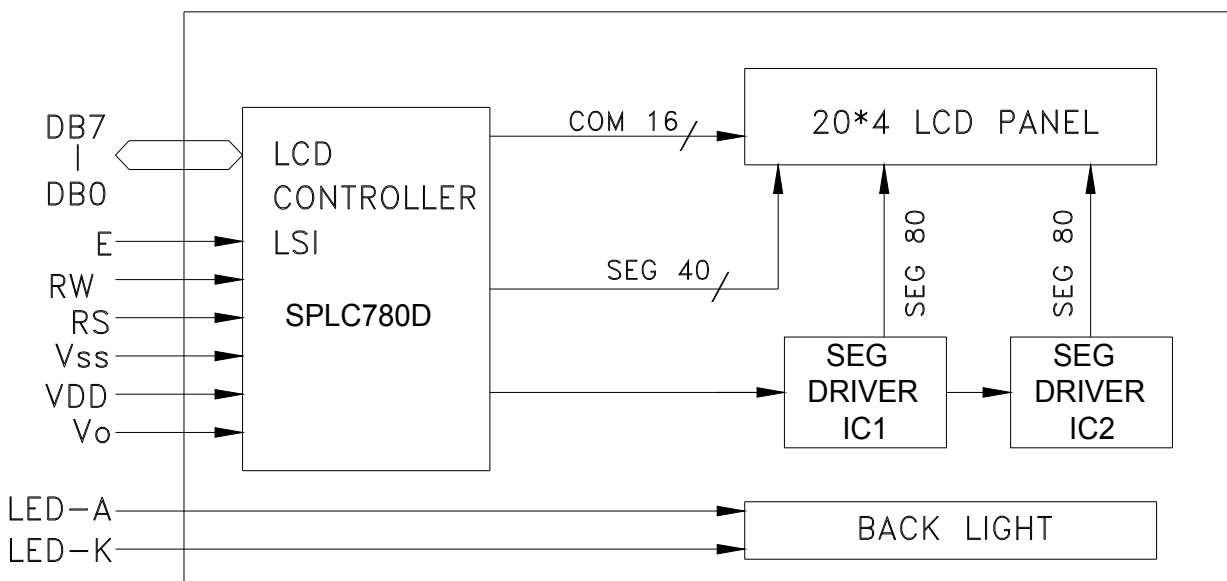 DB7
DB0
E
RW
RS
Vss
VDD
Vo
LED-A
LED-K
LCD
CONTROLLER
LSI
SPLC780D
COM 16
SEG 40
20*4 LCD PANEL
SEG 80
SEG 80
SEG
DRIVER
IC1
SEG
DRIVER
IC2
BACK LIGHT